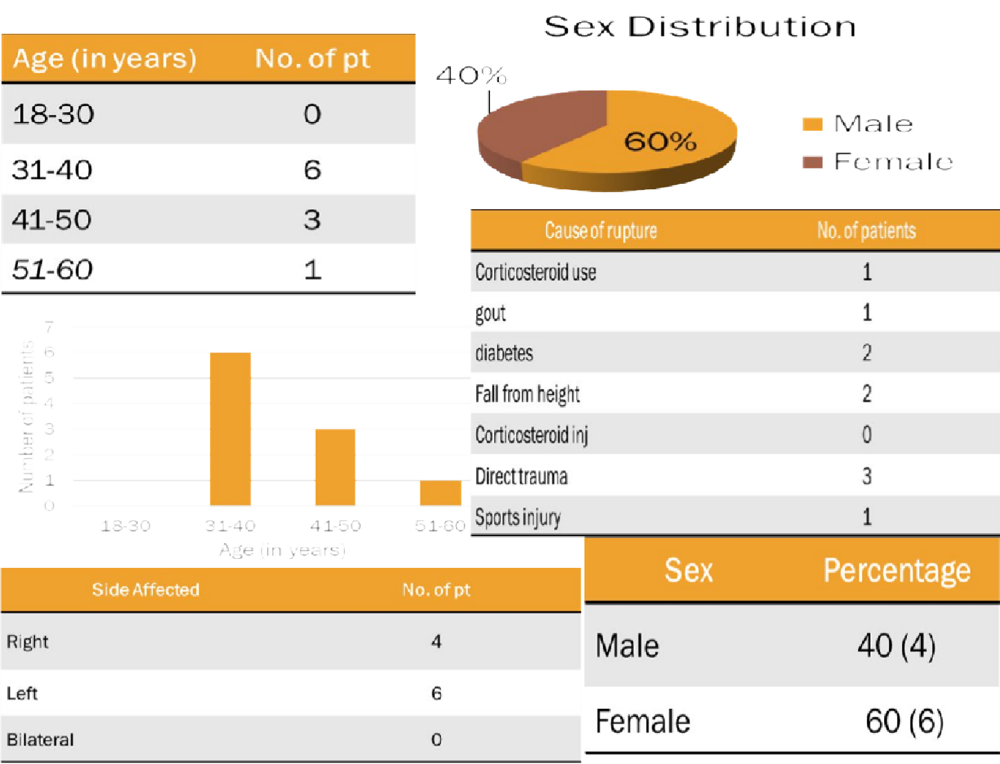 Age (in years) No. of pt
18-30 0
31-40 6
41-50 3
51-60 1
Sex Distribution
40%
60%
Male
Female
Cause of rupture No. of patients
Corticosteroid use 1
gout 1
diabetes 2
Fall from height 2
Corticosteroid inj 0
Direct trauma 3
Sports injury 1
Number of patients
7
6
5
4
3
2
1
0
18-30 31-40 41-50 51-60
Age (in years)
Side Affected No. of pt
Right 4
Left 6
Bilateral 0
Sex Percentage
Male 40 (4)
Female 60 (6)